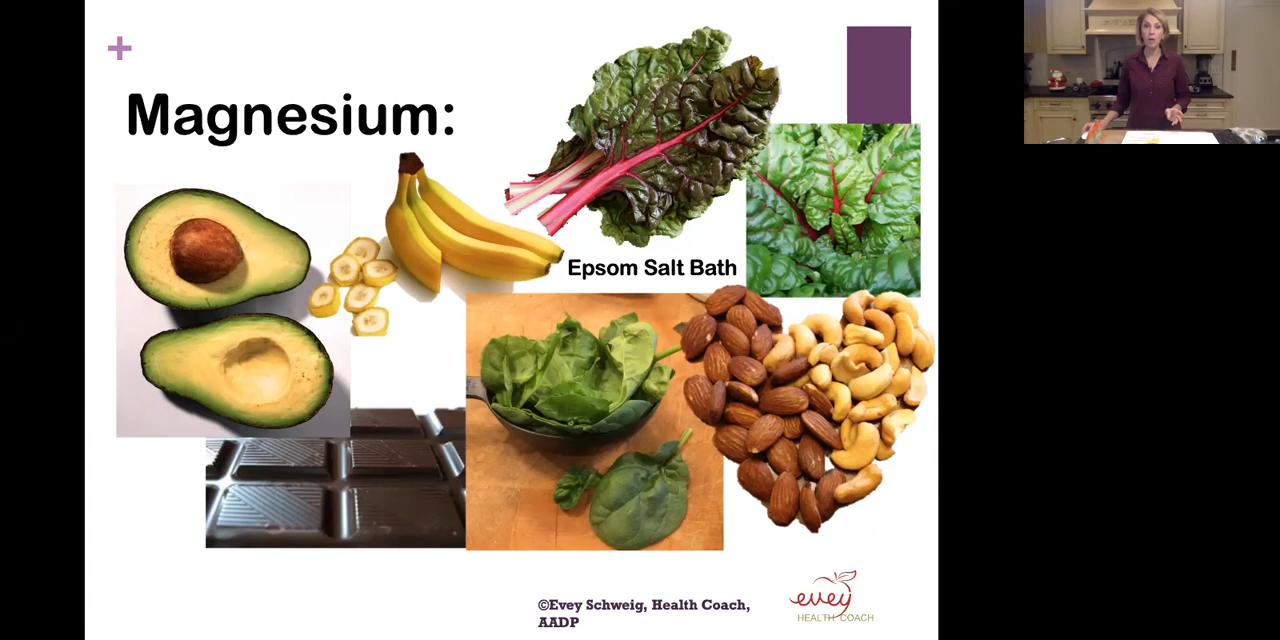 Magnesium:
Epsom Salt Bath
©Evey Schweig, Health Coach,
AADP
evey
HEALTH COACH